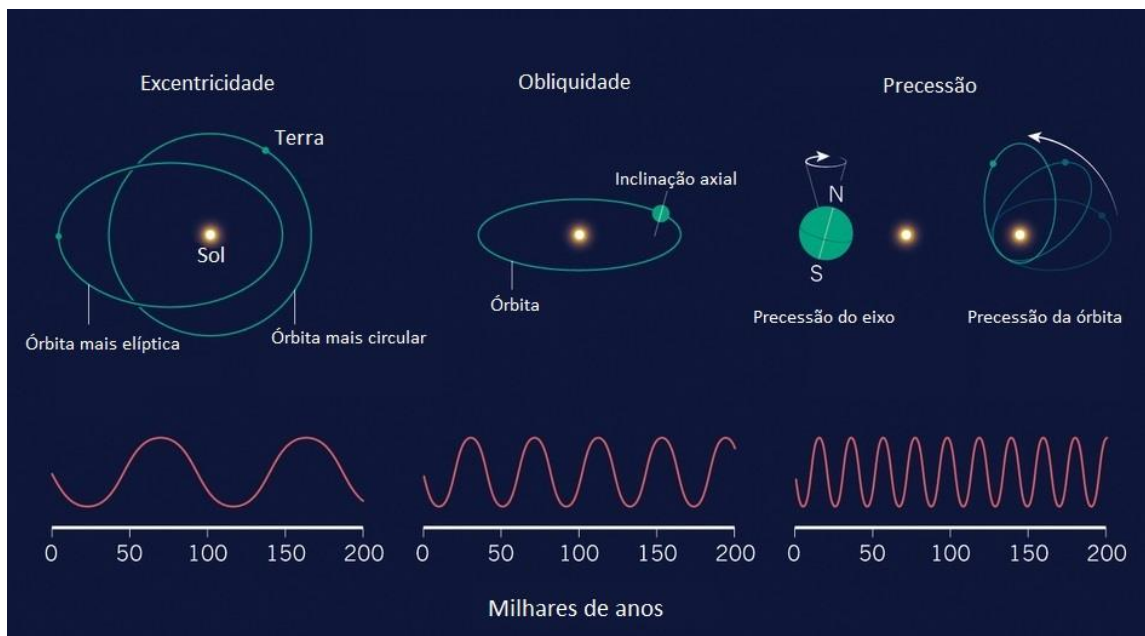 Excentricidade
Obliquidade
Precessão
Terra
Sol
Órbita mais elíptica
Órbita mais circular
Inclinação axial
Órbita
N
S
Precessão do eixo
Precessão da órbita
0 50 100 150 200
0 50 100 150 200
0 50 100 150 200
Milhares de anos